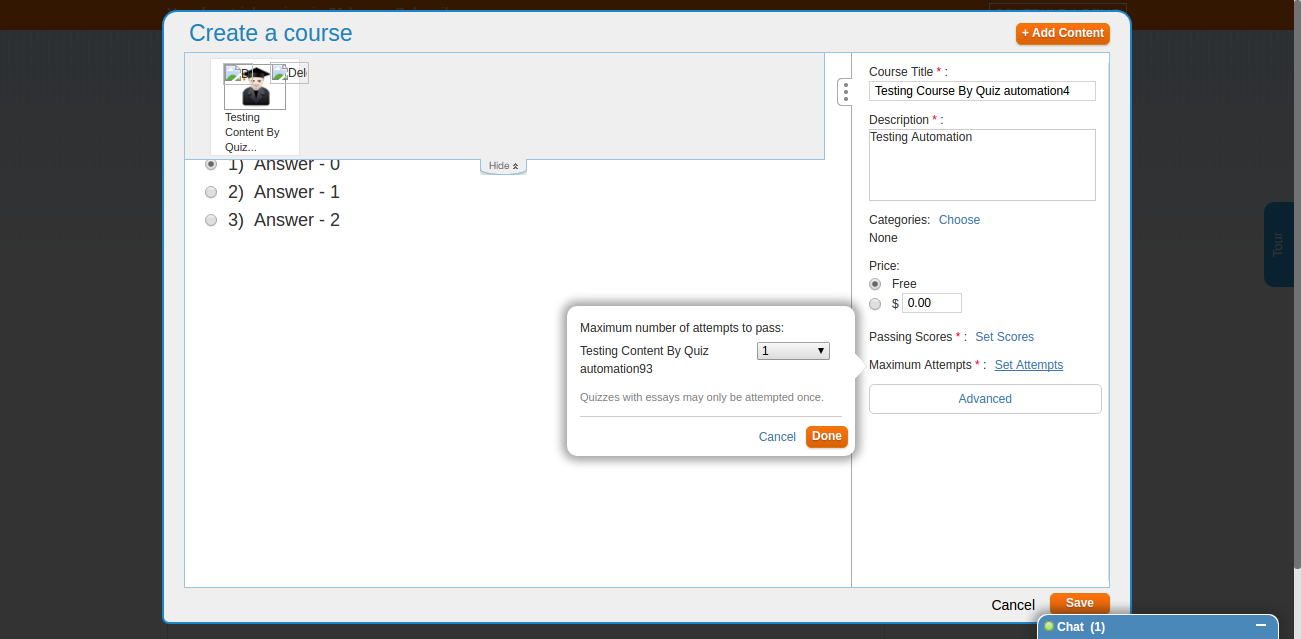 Create a course
+ Add Content
Del
Testing
Content By
Quiz...
Hide
1) Answer - 0
2) Answer - 1
3) Answer - 2
Course Title * :
Testing Course By Quiz automation4
Description * :
Testing Automation
Categories: Choose
None
Price:
Free
$ 0.00
Passing Scores * : Set Scores
Maximum Attempts * : Set Attempts
Advanced
Maximum number of attempts to pass:
Testing Content By Quiz 1
automation93
Quizzes with essays may only be attempted once.
Cancel Done
Cancel Save
Tour
Chat (1)